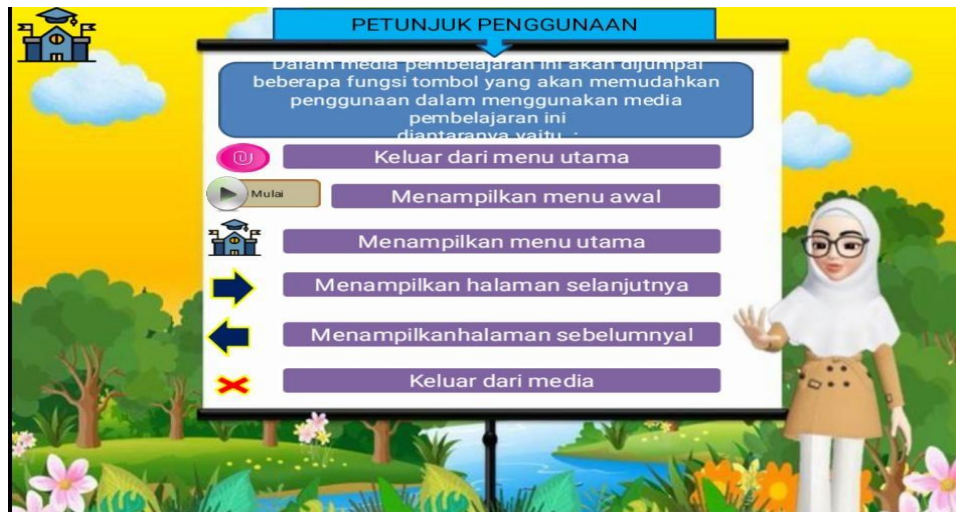 PETUNJUK PENGGUNAAN
Dalam media pembelajaran ini akan dijumpai
beberapa fungsi tombol yang akan memudahkan
penggunaan dalam menggunakan media
pembelajaran ini
diantaranya yaitu :
Keluar dari menu utama
Mulai
Menampilkan menu awal
Menampilkan menu utama
Menampilkan halaman selanjutnya
Menampilkanhalaman sebelumnyal
Keluar dari media